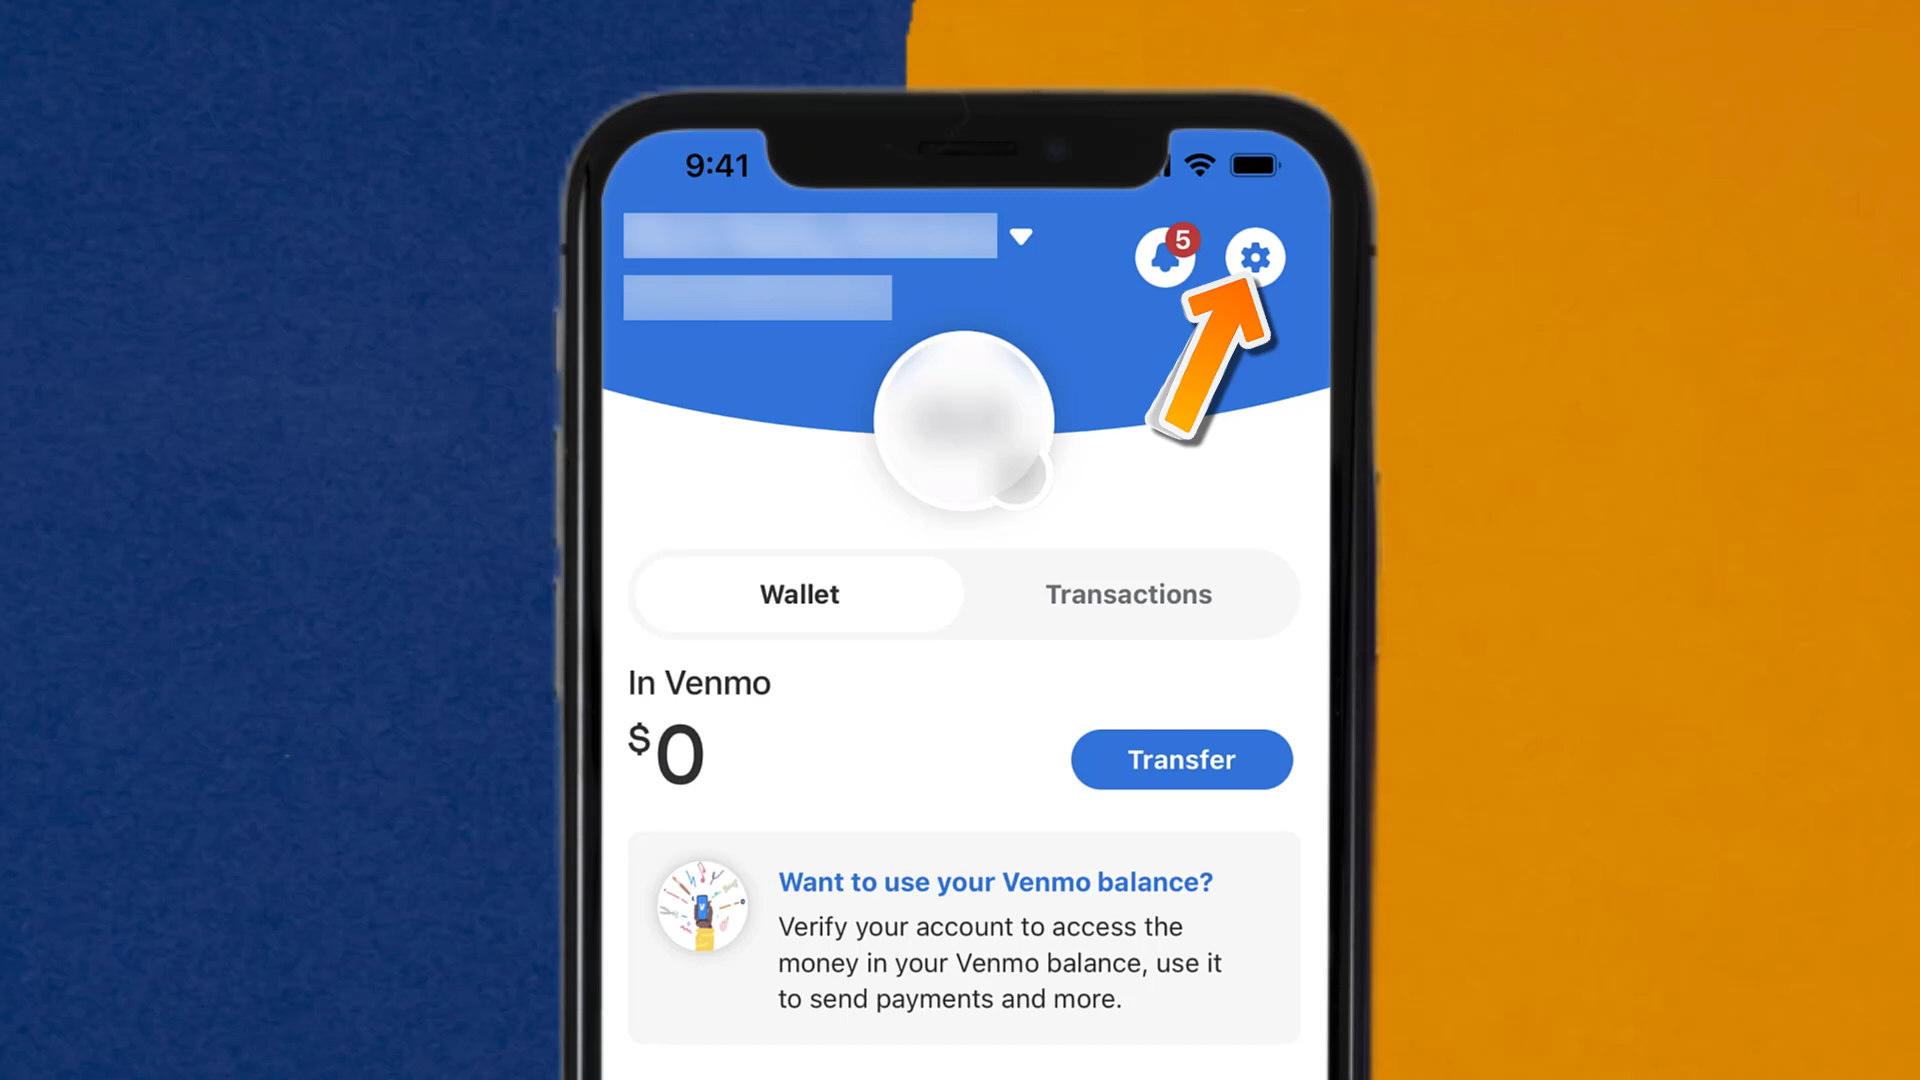 9:41
5
Wallet
Transactions
In Venmo
$0
Transfer
Want to use your Venmo balance?
Verify your account to access the
money in your Venmo balance, use it
to send payments and more.